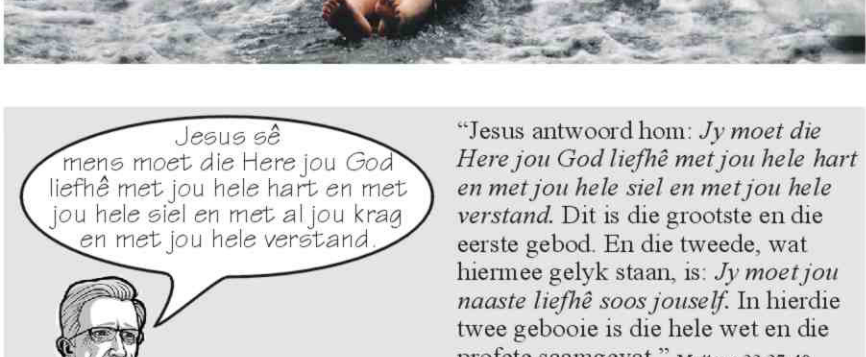 Jesus sê
mens moet die Here jou God
liefhê met jou hele hart en met
jou hele siel en met al jou krag
en met jou hele verstand.
“Jesus antwoord hom: Jy moet die
Here jou God liefhê met jou hele hart
en met jou hele siel en met jou hele
verstand. Dit is die grootste en die
eerste gebod. En die tweede, wat
hiermee gelyk staan, is: Jy moet jou
naaste liefhê soos jouself. In hierdie
twee gebooie is die hele wet en die
profete saamgevat.”